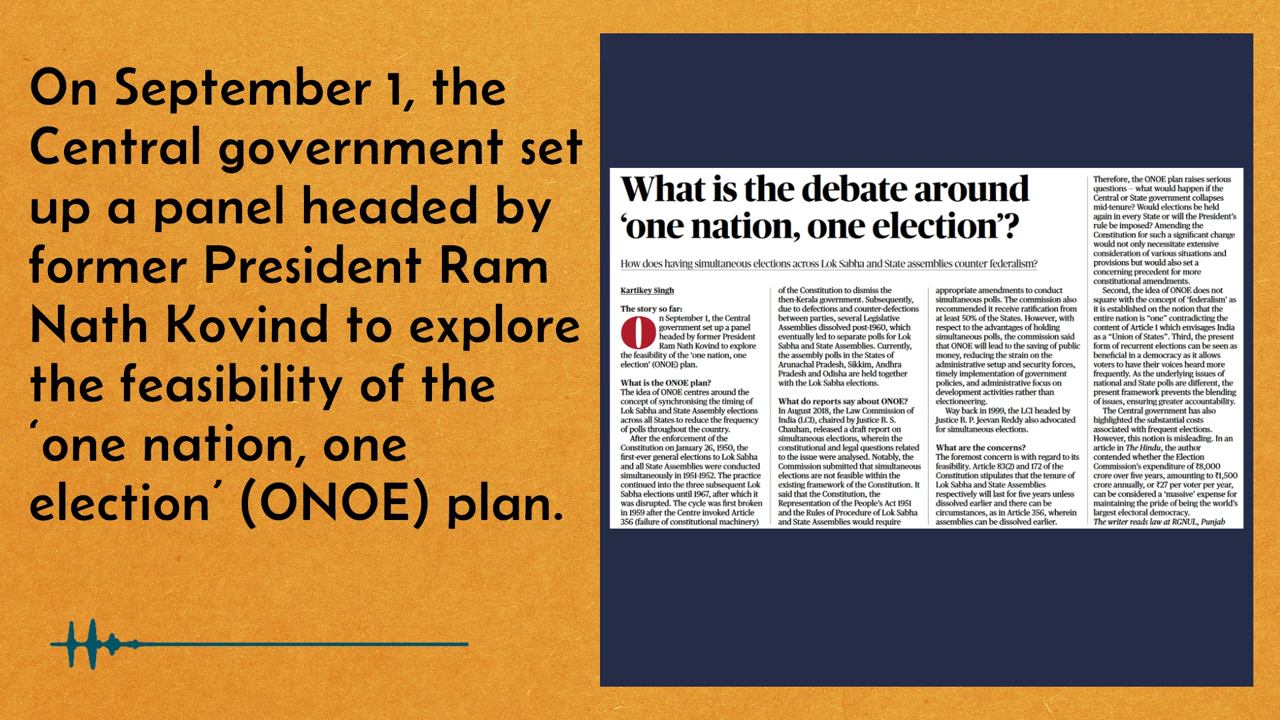 On September 1, the
Central government set
up a panel headed by
former President Ram
Nath Kovind to explore
the feasibility of the
‘one nation, one
election’ (ONOE) plan.
What is the debate around
‘one nation, one election’?
How does having simultaneous elections across Lok Sabha and State assemblies counter federalism?
Kartikey Singh
The story so far:
On September 1, the Central
government set up a panel
headed by former President
Ram Nath Kovind to explore
the feasibility of the ‘one nation, one
election’ (ONOE) plan.
What is the ONOE plan?
The idea of ONOE centres around the
concept of synchronising the timing of
Lok Sabha and State Assembly elections
across all States to reduce the frequency
of polls throughout the country.
After the enforcement of the
Constitution on January 26, 1950, the
first-ever general elections to Lok Sabha
and all State Assemblies were conducted
simultaneously in 1951-1952. The practice
continued into the three subsequent Lok
Sabha elections until 1967, after which it
was disrupted. The cycle was first broken
in 1959 after the Centre invoked Article
356 (failure of constitutional machinery)
of the Constitution to dismiss the
then-Kerala government. Subsequently,
due to defections and counter-defections
between parties, several Legislative
Assemblies dissolved post-1960, which
eventually led to separate polls for Lok
Sabha and State Assemblies. Currently,
the assembly polls in the States of
Arunachal Pradesh, Sikkim, Andhra
Pradesh and Odisha are held together
with the Lok Sabha elections.
What do reports say about ONOE?
In August 2018, the Law Commission of
India (LCI), chaired by Justice B. S.
Chauhan, released a draft report on
simultaneous elections, wherein the
constitutional and legal questions related
to the issue were analysed. Notably, the
Commission submitted that simultaneous
elections are not feasible within the
existing framework of the Constitution. It
said that the Constitution, the
Representation of the People’s Act 1951
and the Rules of Procedure of Lok Sabha
and State Assemblies would require
appropriate amendments to conduct
simultaneous polls. The commission also
recommended it receive ratification from
at least 50% of the States. However, with
respect to the advantages of holding
simultaneous polls, the commission said
that ONOE will lead to the saving of public
money, reducing the strain on the
administrative setup and security forces,
timely implementation of government
policies, and administrative focus on
development activities rather than
electioneering.
Way back in 1999, the LCI headed by
Justice B. P. Jeevan Reddy also advocated
for simultaneous elections.
What are the concerns?
The foremost concern is with regard to its
feasibility. Article 83(2) and 172 of the
Constitution stipulates that the tenure of
Lok Sabha and State Assemblies
respectively will last for five years unless
dissolved earlier and there can be
circumstances, as in Article 356, wherein
assemblies can be dissolved earlier.
Therefore, the ONOE plan raises serious
questions — what would happen if the
Central or State government collapses
mid-tenure? Would elections be held
again in every State or will the President’s
rule be imposed? Amending the
Constitution for such a significant change
would not only necessitate extensive
consideration of various situations and
provisions but would also set a
concerning precedent for more
constitutional amendments.
Second, the idea of ONOE does not
square with the concept of ‘federalism’ as
it is established on the notion that the
entire nation is “one” contradicting the
content of Article 1 which envisages India
as a “Union of States”. Third, the present
form of recurrent elections can be seen as
beneficial in a democracy as it allows
voters to have their voices heard more
frequently. As the underlying issues of
national and State polls are different, the
present framework prevents the blending
of issues, ensuring greater accountability.
The Central government has also
highlighted the substantial costs
associated with frequent elections.
However, this notion is misleading. In an
article in The Hindu, the author
contended whether the Election
Commission’s expenditure of ₹8,000
crore over five years, amounting to ₹1,500
crore annually, or ₹27 per voter per year,
can be considered a ‘massive’ expense for
maintaining the pride of being the world’s
largest electoral democracy.
The writer reads law at RGNUL, Punjab